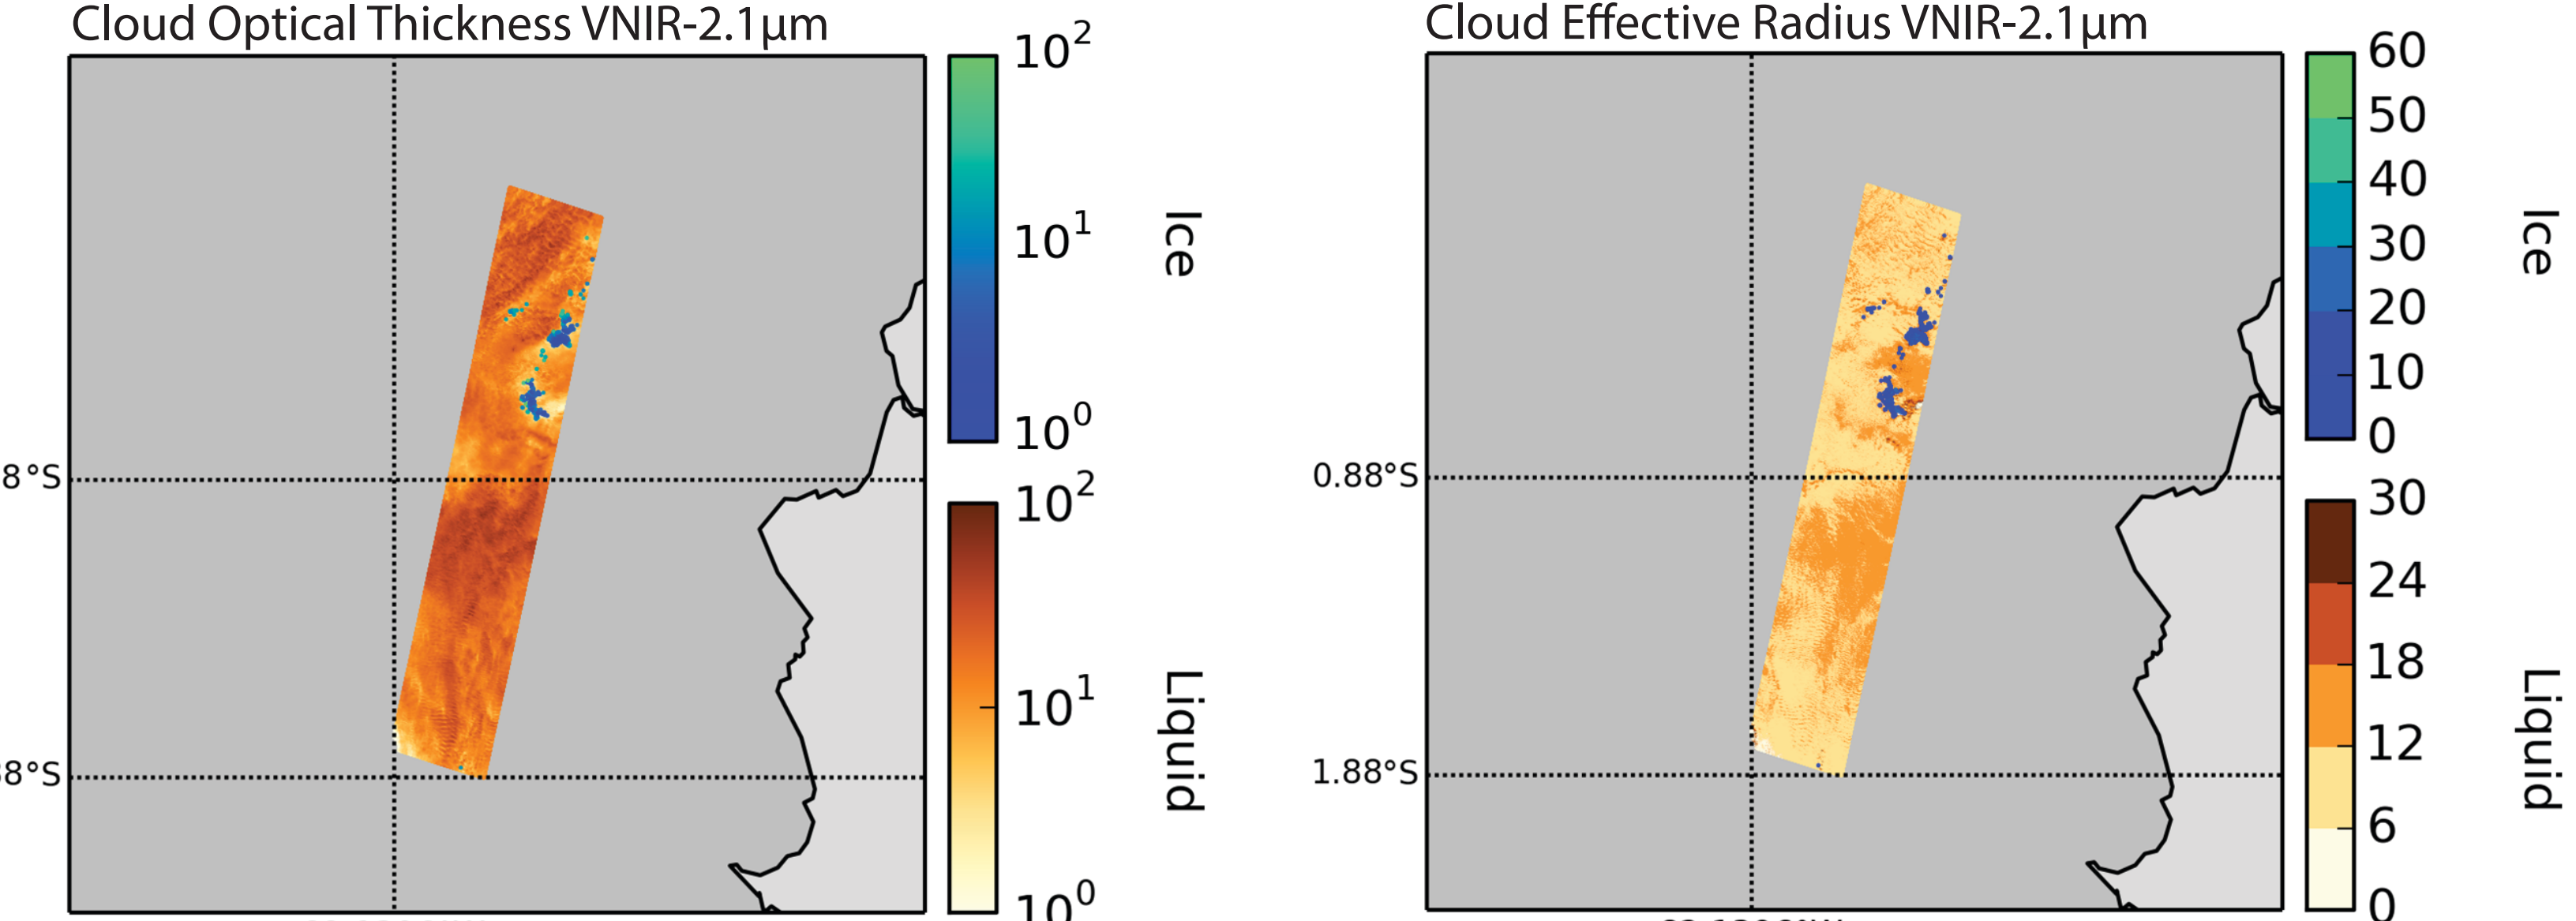 Cloud Optical Thickness VNIR-2.1µm
10²
10¹
10⁰
Ice
10²
10¹
10⁰
Liquid
8°S
8°S
Cloud Effective Radius VNIR-2.1µm
60
50
40
30
20
10
0
Ice
30
24
18
12
6
0
Liquid
0.88°S
1.88°S